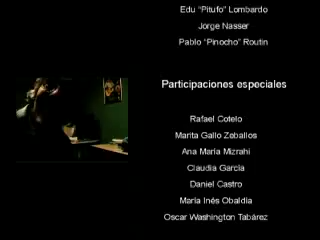 Edu “Pitufo” Lombardo
Jorge Nasser
Pablo “Pinocho” Routin
Participaciones especiales
Rafael Cotelo
Marita Gallo Zeballos
Ana María Mizrahi
Claudia García
Daniel Castro
María Inés Obaldía
Oscar Washington Tabárez